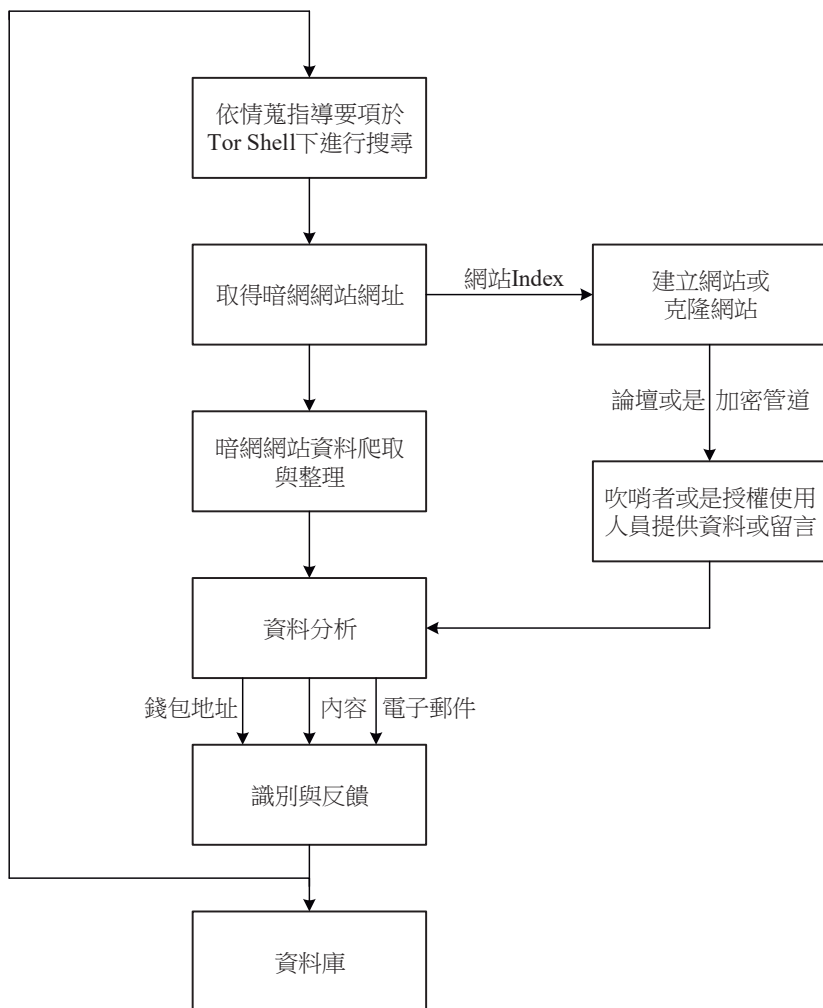 依情蒐指導要項於
Tor Shell下進行搜尋
取得暗網網站網址
網站Index
建立網站或
克隆網站
論壇或是 加密管道
暗網網站資料爬取
與整理
吹哨者或是授權使用
人員提供資料或留言
資料分析
錢包地址 內容 電子郵件
識別與反饋
資料庫